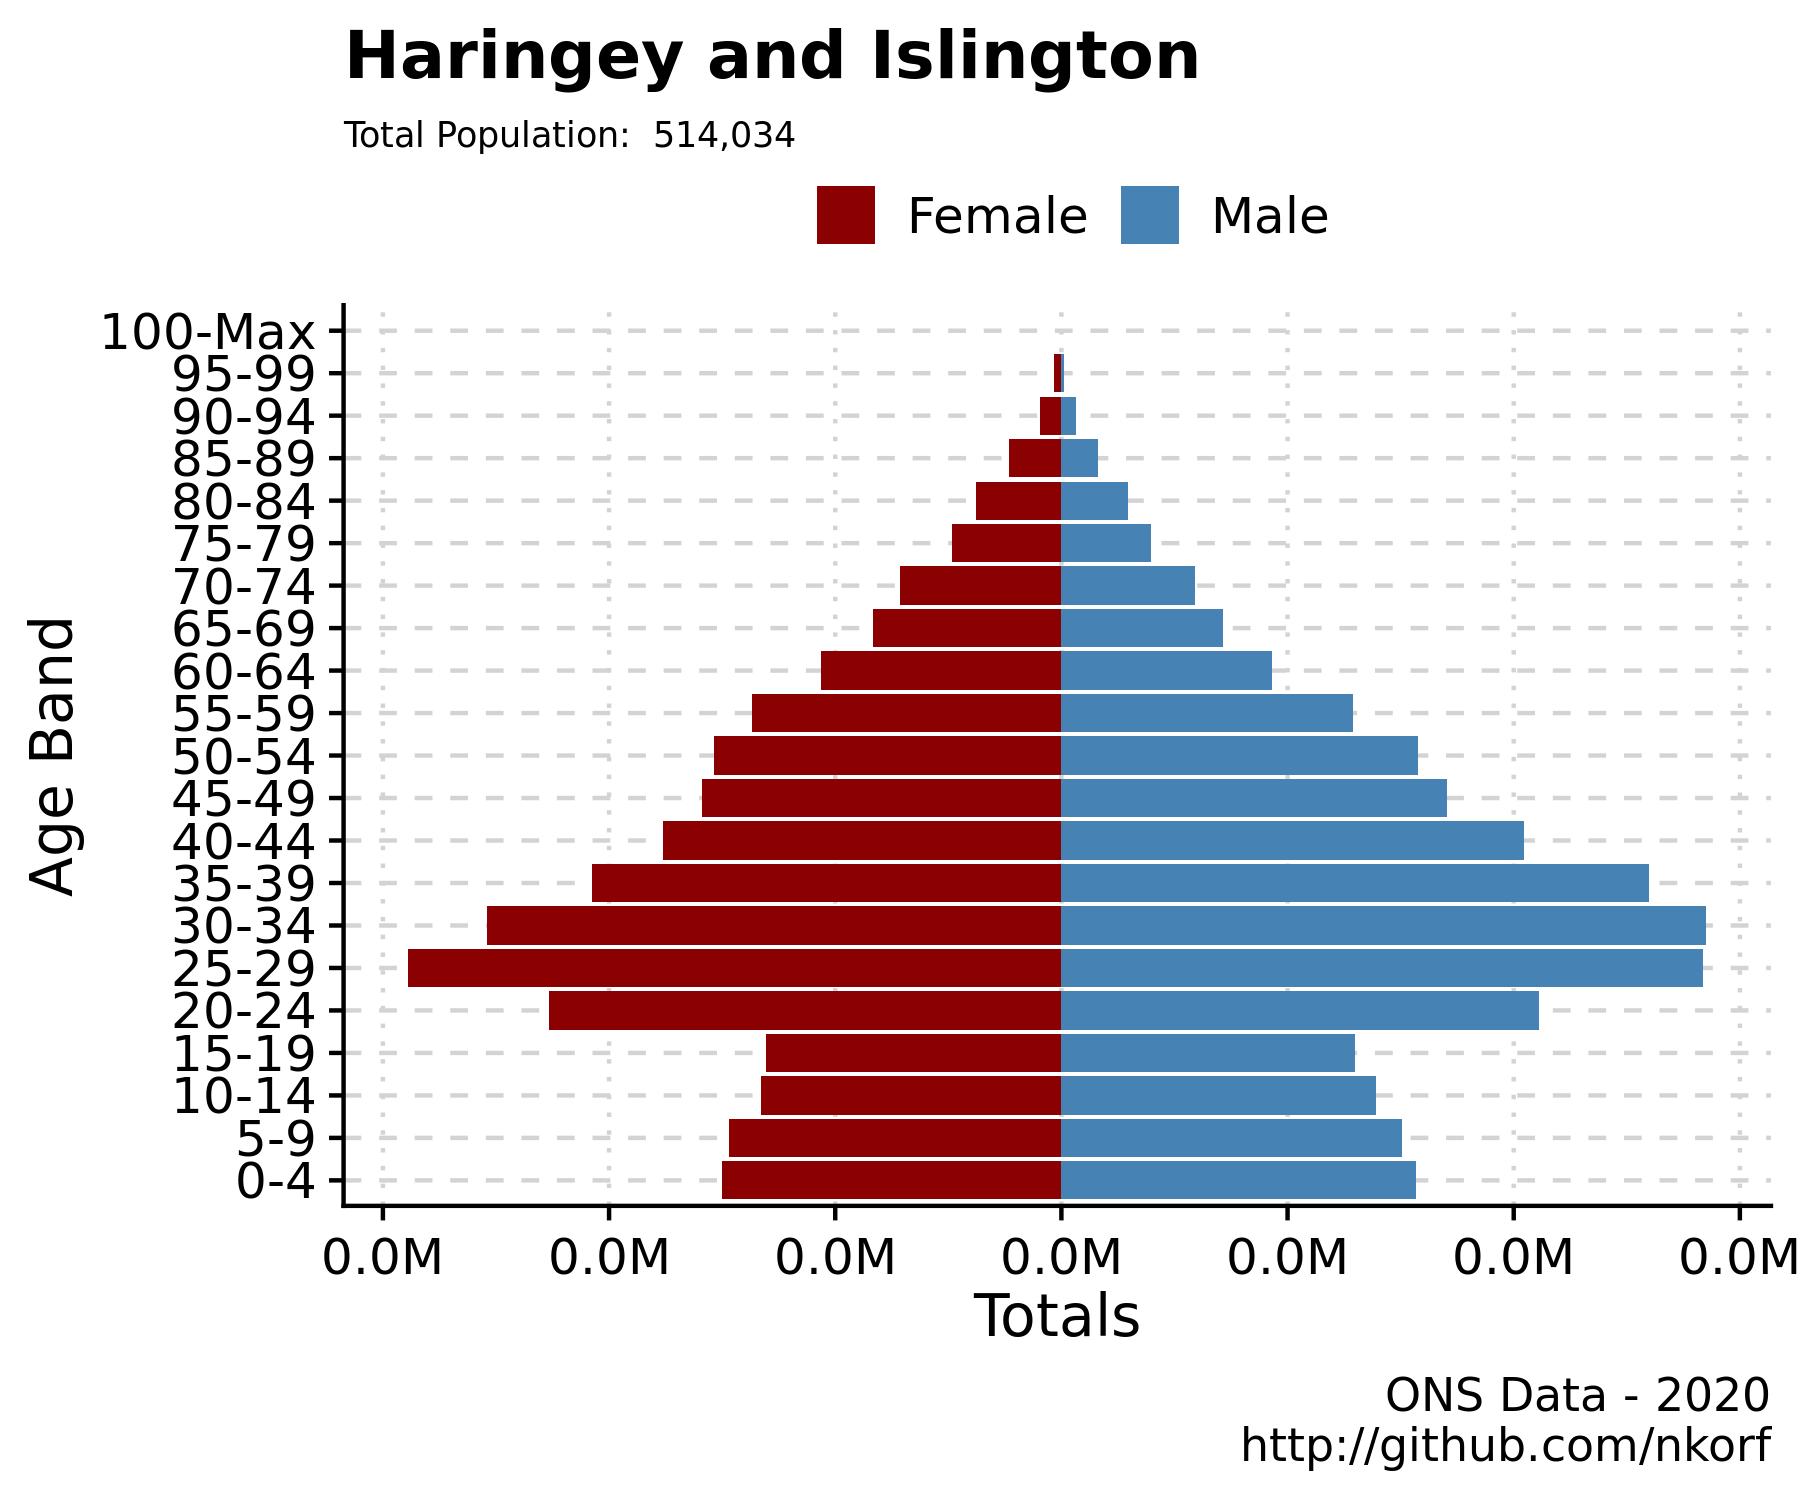 Haringey and Islington
Total Population:  514,034
Female Male
100-Max
95-99
90-94
85-89
80-84
75-79
70-74
65-69
60-64
55-59
50-54
45-49
40-44
35-39
30-34
25-29
20-24
15-19
10-14
5-9
0-4
Age Band
0.0M 0.0M 0.0M 0.0M 0.0M 0.0M 0.0M
Totals
ONS Data - 2020
http://github.com/nkorf